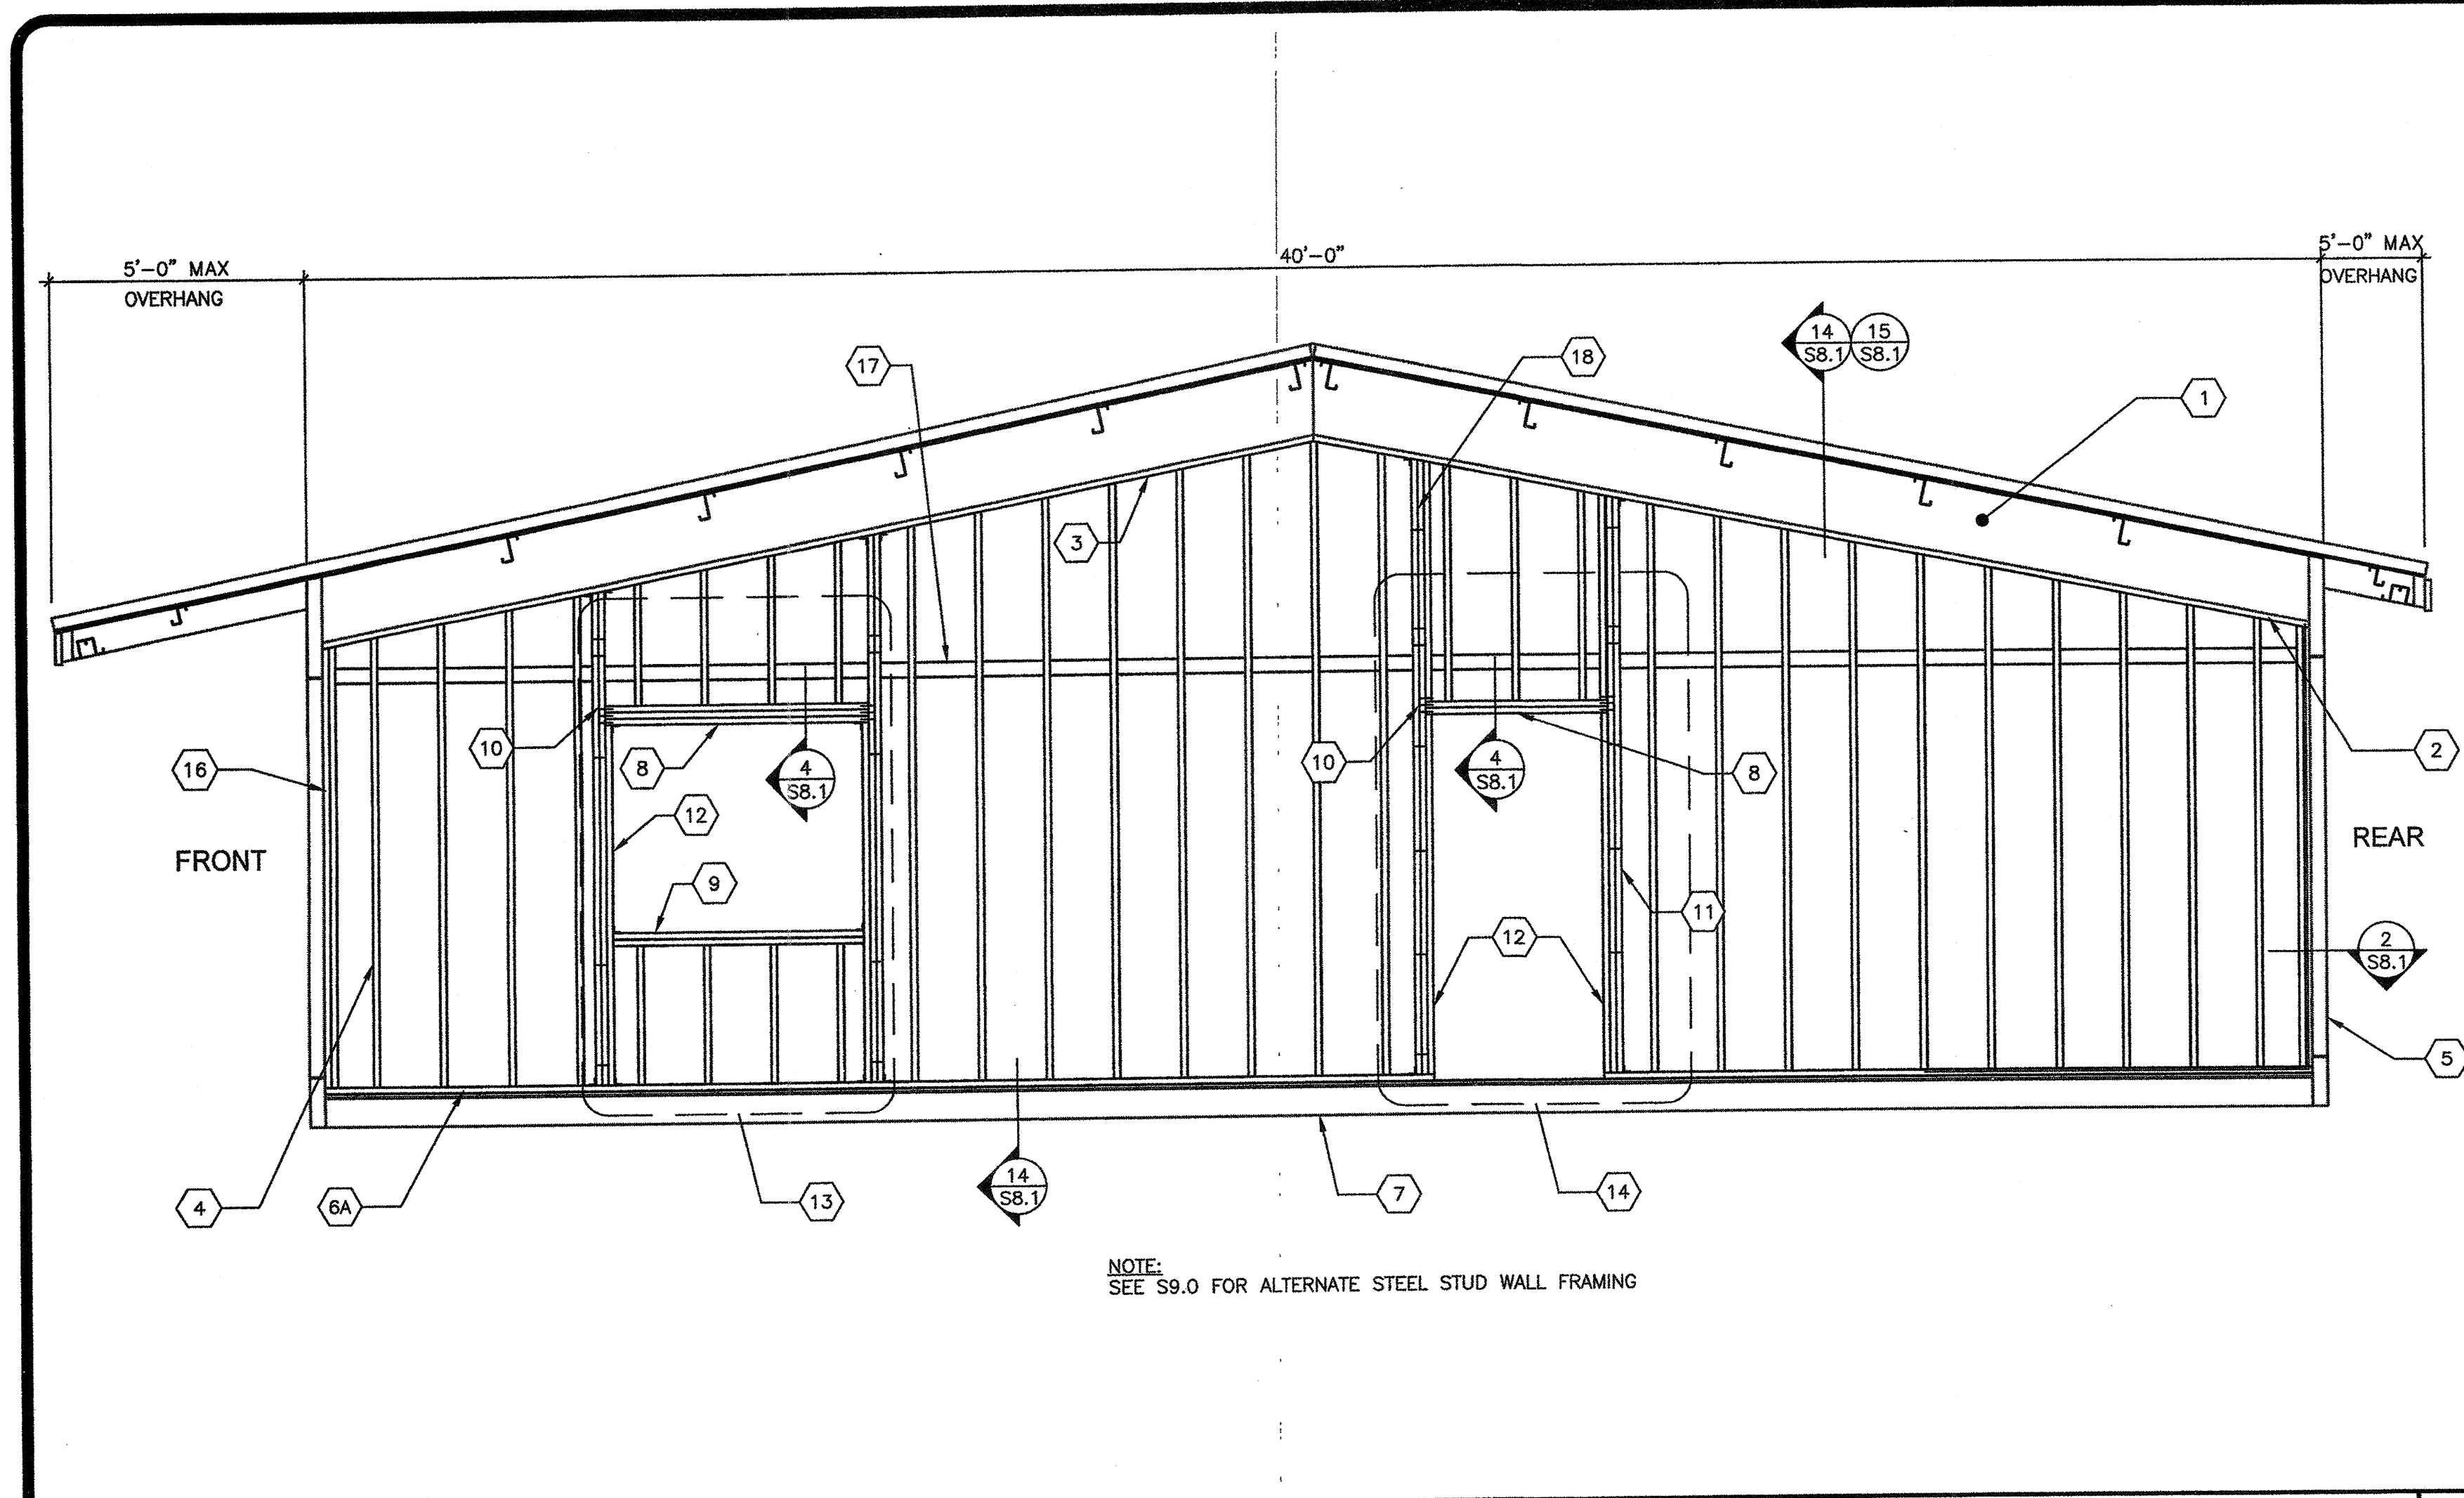 5'-0" MAX
OVERHANG
40'-0"
5'-0" MAX
OVERHANG
14
S8.1
15
S8.1
17
18
1
3
10
8
4
S8.1
10
4
S8.1
8
2
16
12
FRONT
REAR
9
11
12
2
S8.1
5
4
6A
13
14
S8.1
7
14
NOTE:
SEE S9.0 FOR ALTERNATE STEEL STUD WALL FRAMING